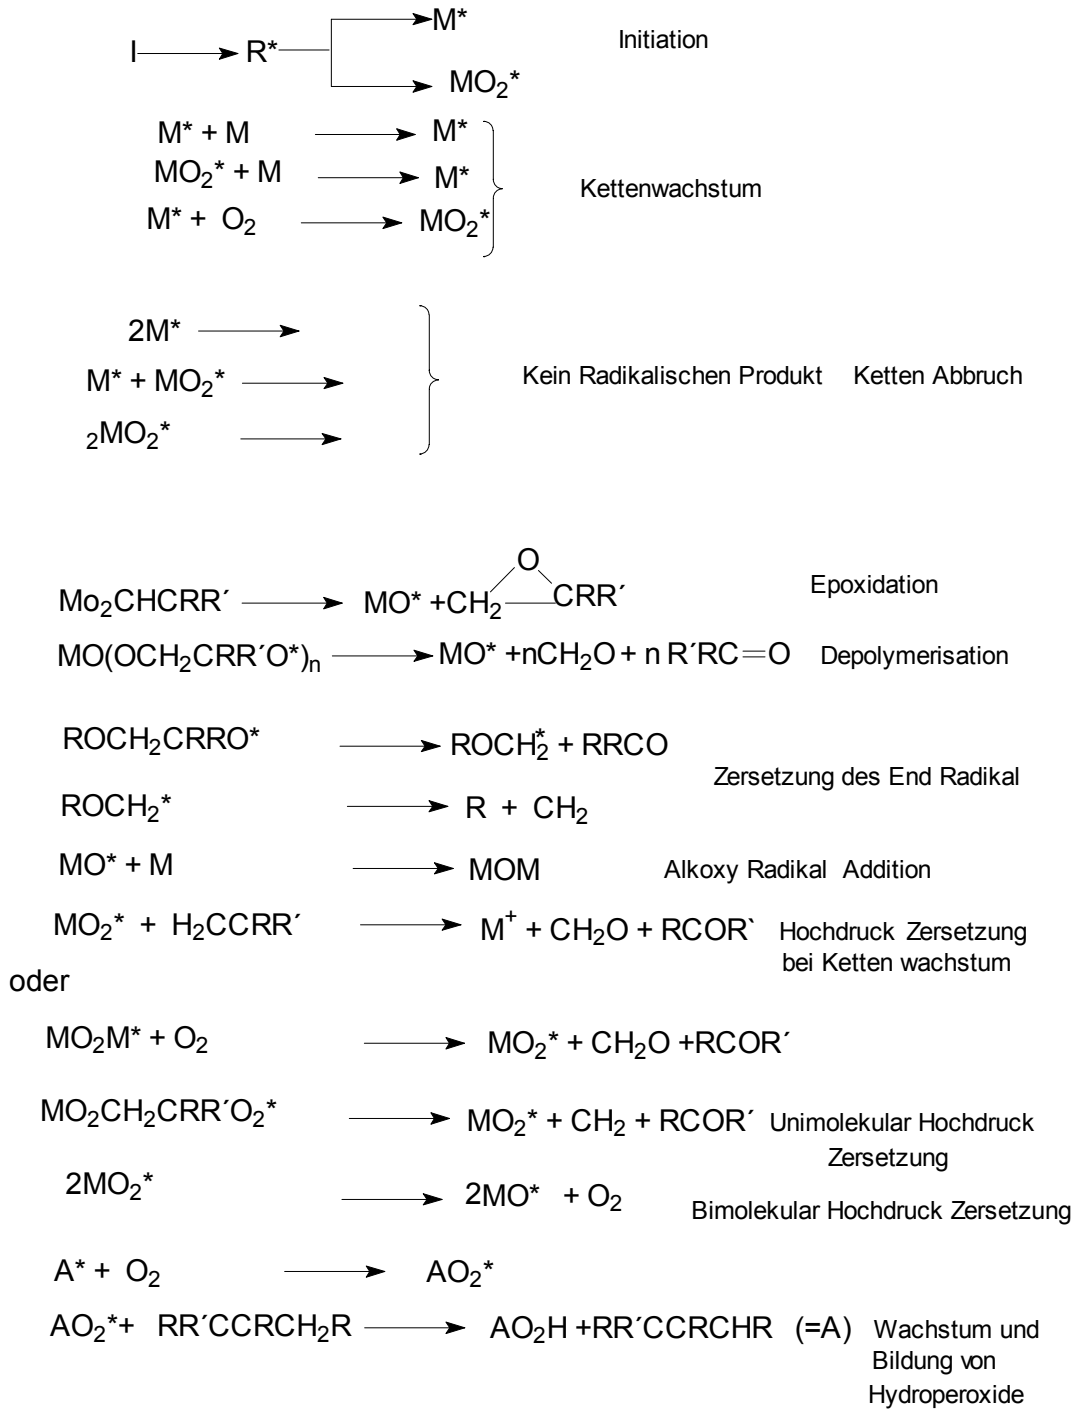 I → R* → M* Initiation
→ MO₂*
M* + M → M*
MO₂* + M → M* Kettenwachstum
M* + O₂ → MO₂*
2M* →
M* + MO₂* → Kein Radikalischen Produkt Ketten Abbruch
₂MO₂* →
Mo₂CHCRR´ → MO* +CH₂ O CRR´ Epoxidation
MO(OCH₂CRR´O*)ₙ → MO* +nCH₂O + n R´RC=O Depolymerisation
ROCH₂CRRO* → ROCH₂* + RRCO
Zersetzung des End Radikal
ROCH₂* → R + CH₂
MO* + M → MOM Alkoxy Radikal Addition
MO₂* + H₂CCRR´ → M⁺ + CH₂O + RCOR` Hochdruck Zersetzung
bei Ketten wachstum
oder
MO₂M* + O₂ → MO₂* + CH₂O +RCOR´
MO₂CH₂CRR´O₂* → MO₂* + CH₂ + RCOR´ Unimolekular Hochdruck
Zersetzung
2MO₂* → 2MO* + O₂
Bimolekular Hochdruck Zersetzung
A* + O₂ → AO₂*
AO₂*+ RR´CCRCH₂R → AO₂H +RR´CCRCHR (=A) Wachstum und
Bildung von
Hydroperoxide